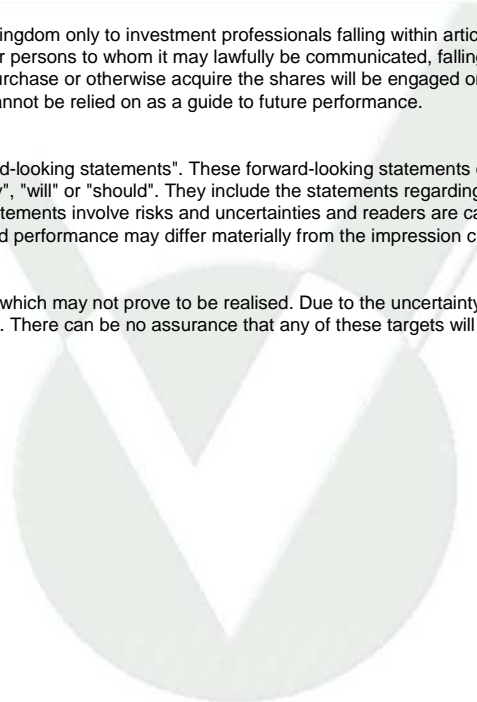 ingdom only to investment professionals falling within artic
r persons to whom it may lawfully be communicated, falling
urchase or otherwise acquire the shares will be engaged o
annot be relied on as a guide to future performance.
d-looking statements". These forward-looking statements
y", "will" or "should". They include the statements regarding
tements involve risks and uncertainties and readers are ca
d performance may differ materially from the impression c
which may not prove to be realised. Due to the uncertainty
. There can be no assurance that any of these targets will